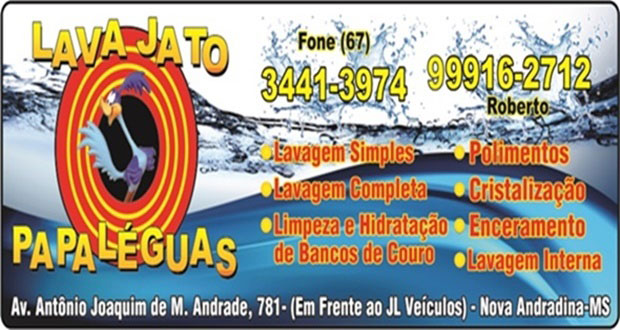 LAVA JATO
PAPALÉGUAS
Fone (67)
3441-3974
99916-2712
Roberto
Lavagem Simples
Lavagem Completa
Limpeza e Hidratação
de Bancos de Couro
Polimentos
Cristalização
Enceramento
Lavagem Interna
Av. Antônio Joaquim de M. Andrade, 781- (Em Frente ao JL Veículos) - Nova Andradina-MS